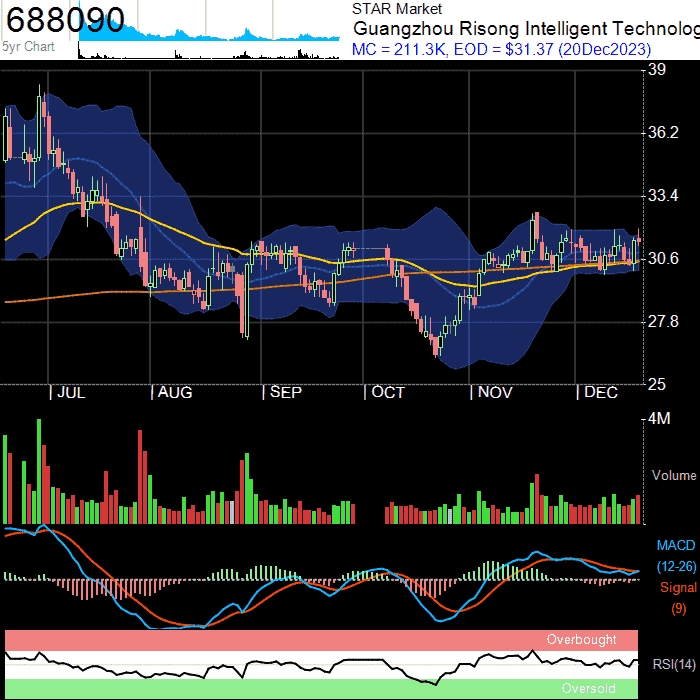 688090
5yr Chart
STAR Market
Guangzhou Risong Intelligent Technolog
MC = 211.3K, EOD = $31.37 (20Dec2023)
39
36.2
33.4
30.6
27.8
25
JUL AUG SEP OCT NOV DEC
4M
Volume
MACD
(12-26)
Signal
(9)
Overbought
RSI(14)
Oversold